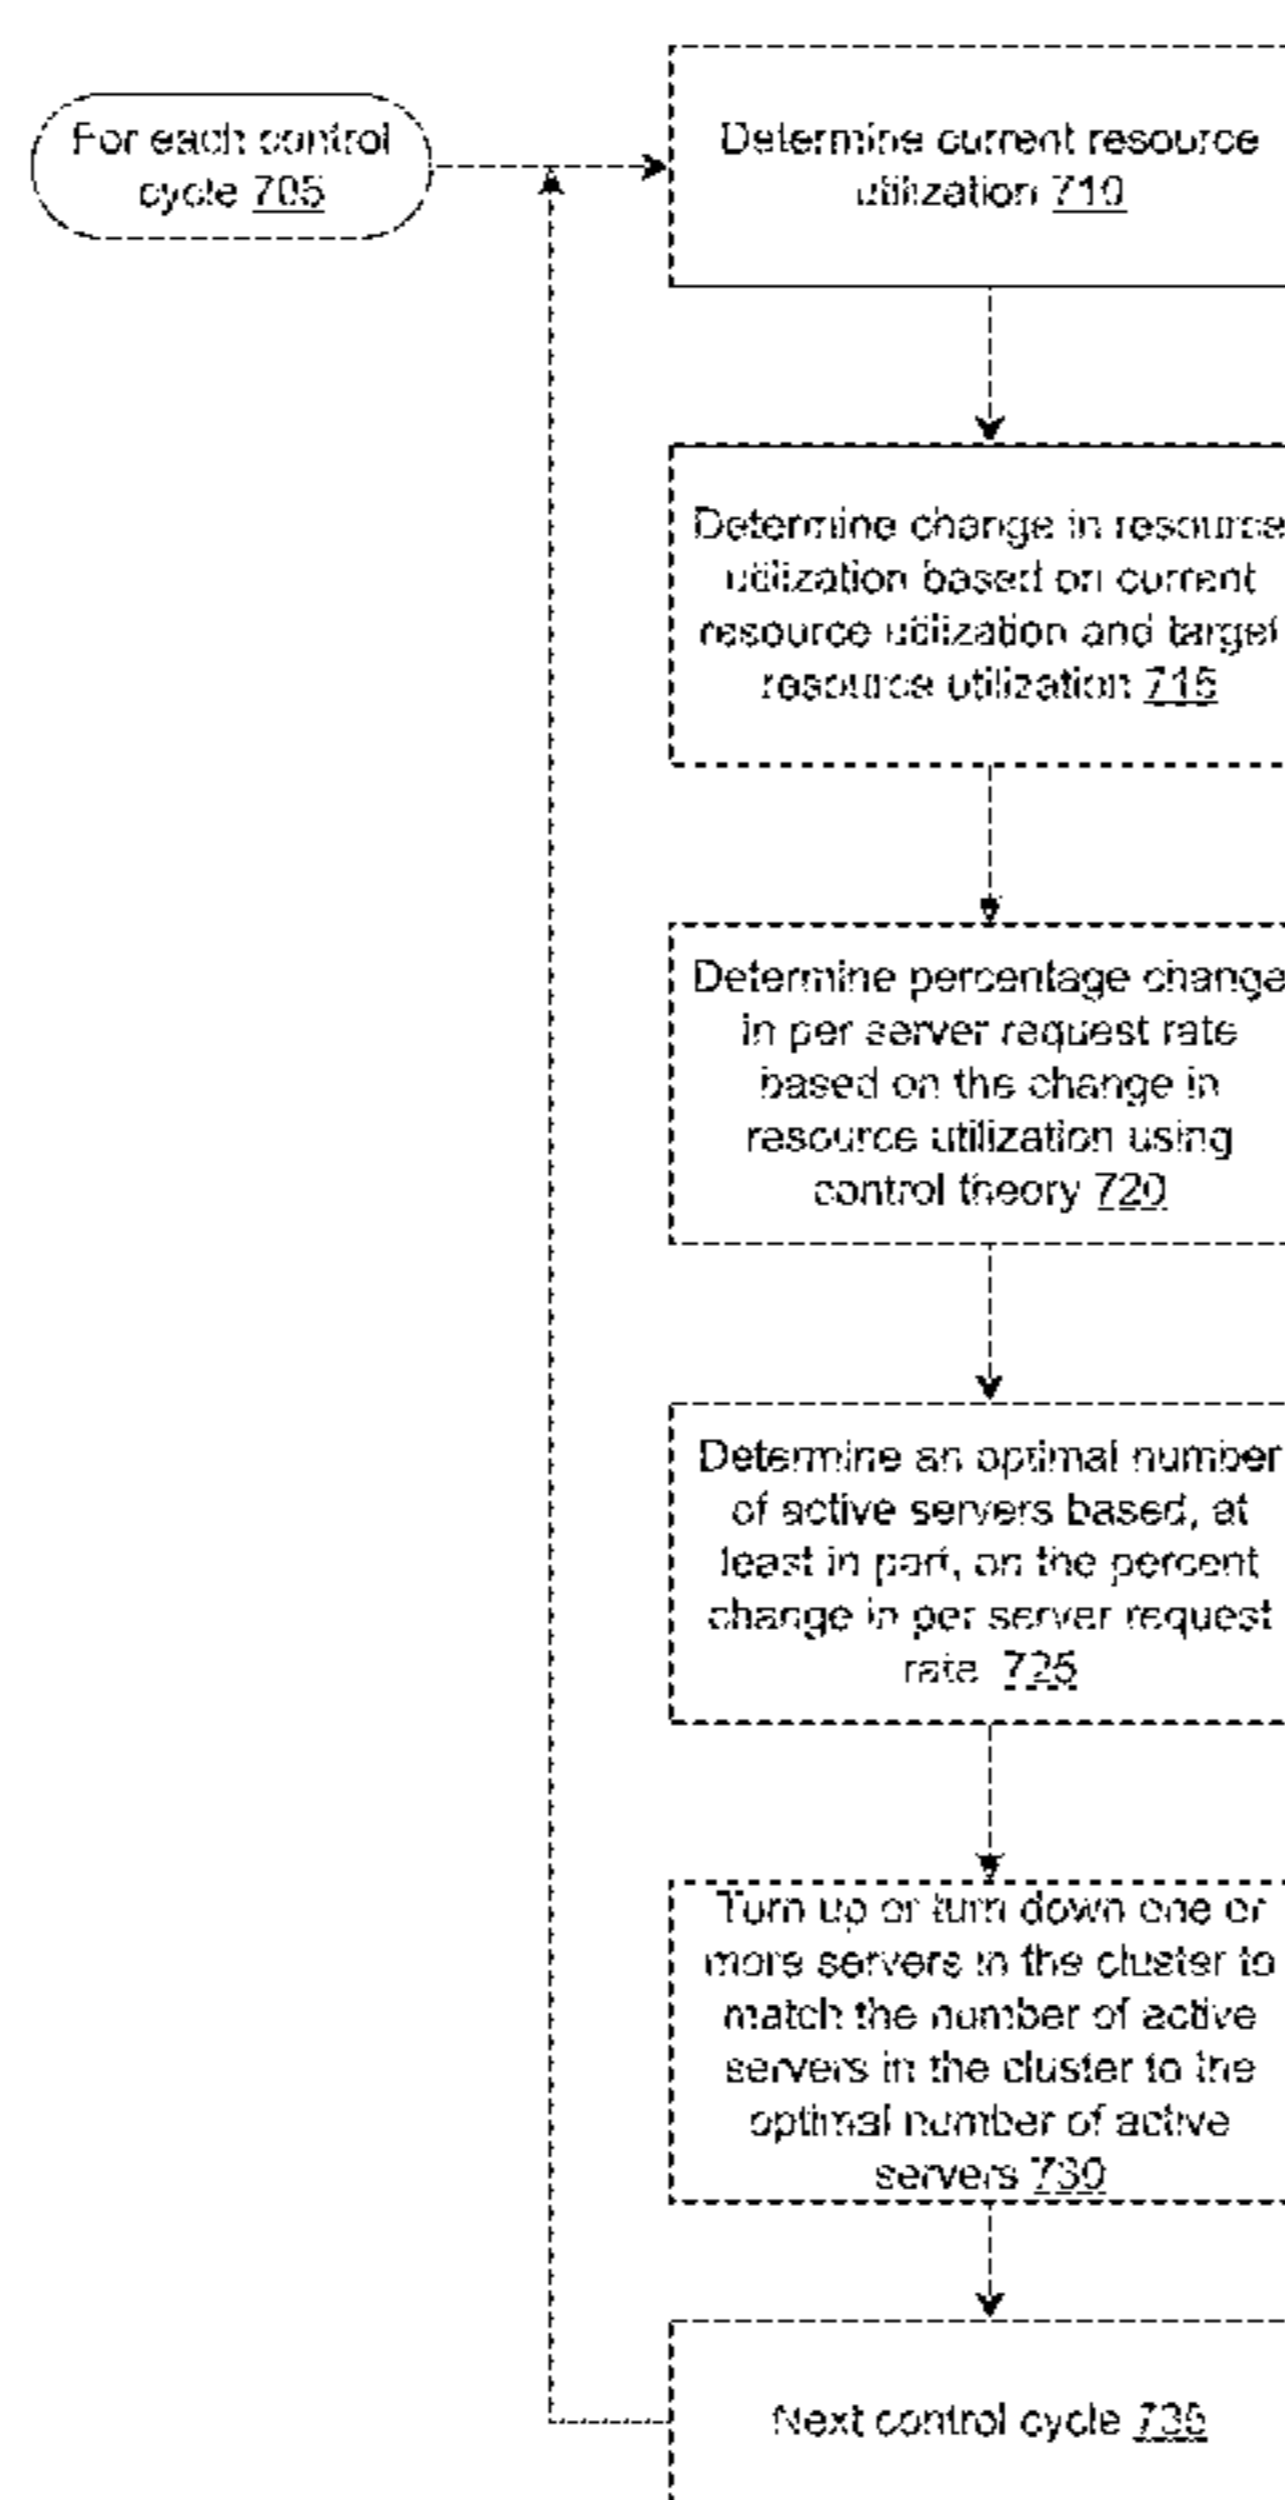 For each control
cycle 705
Determine current resource
utilization 710
Determine change in resource
utilization based on current
resource utilization and target
resource utilization 715
Determine percentage change
in per server request rate
based on the change in
resource utilization using
control theory 720
Determine an optimal number
of active servers based, at
least in part, on the percent
change in per server request
rate 725
Turn up or turn down one or
more servers in the cluster to
match the number of active
servers in the cluster to the
optimal number of active
servers 730
Next control cycle 735